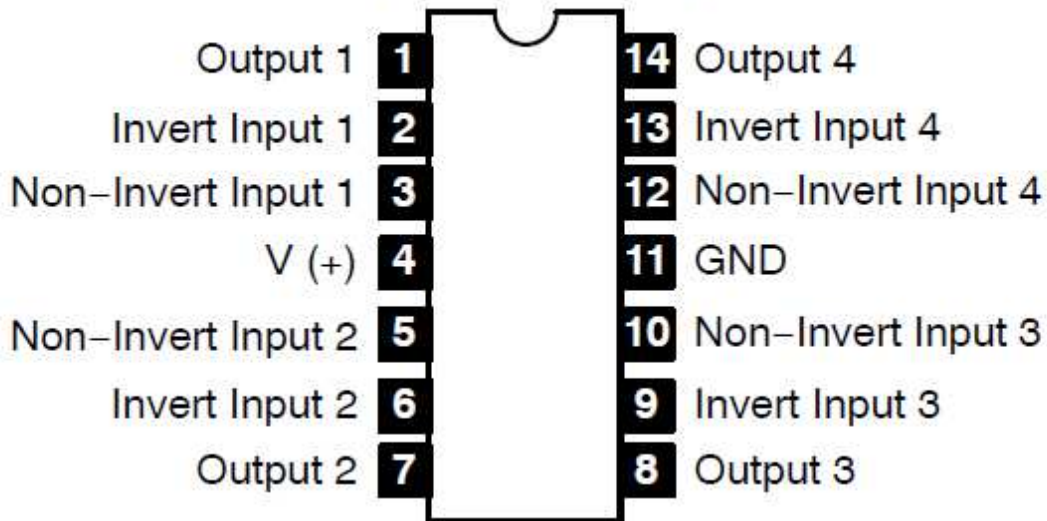 Output 1 1 14 Output 4
Invert Input 1 2 13 Invert Input 4
Non−Invert Input 1 3 12 Non−Invert Input 4
V (+) 4 11 GND
Non−Invert Input 2 5 10 Non−Invert Input 3
Invert Input 2 6 9 Invert Input 3
Output 2 7 8 Output 3